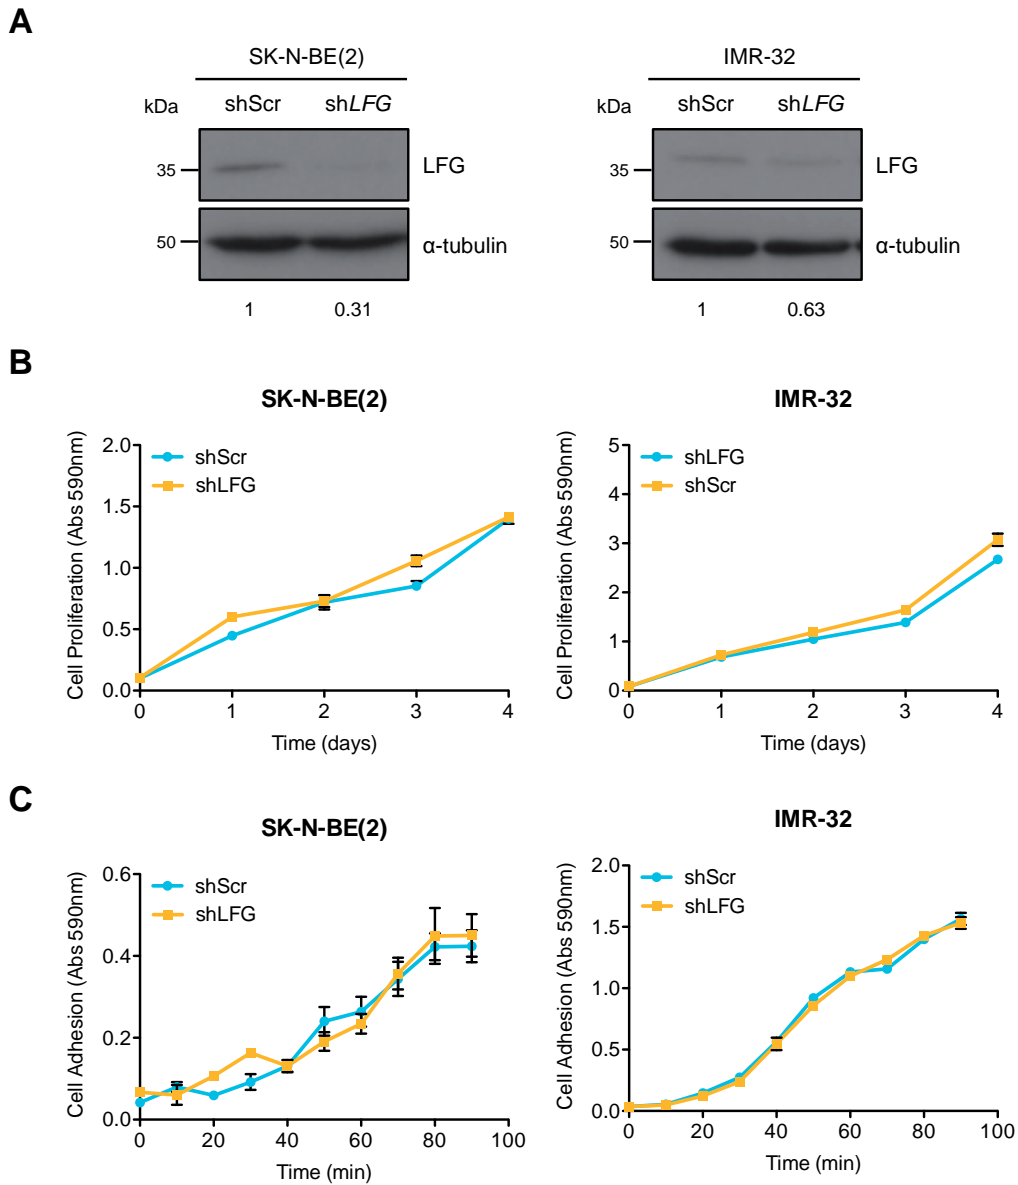 A
SK-N-BE(2)
IMR-32
kDa
shScr
shLFG
kDa
shScr
shLFG
35
LFG
35
LFG
50
α-tubulin
50
α-tubulin
1
0.31
1
0.63
B
SK-N-BE(2)
Cell Proliferation (Abs 590nm)
2.0
1.5
1.0
0.5
0.0
shScr
shLFG
0
1
2
3
4
Time (days)
IMR-32
Cell Proliferation (Abs 590nm)
5
4
3
2
1
0
shLFG
shScr
0
1
2
3
4
Time (days)
C
SK-N-BE(2)
Cell Adhesion (Abs 590nm)
0.6
0.4
0.2
0.0
shScr
shLFG
0
20
40
60
80
100
Time (min)
IMR-32
Cell Adhesion (Abs 590nm)
2.0
1.5
1.0
0.5
0.0
shScr
shLFG
0
20
40
60
80
100
Time (min)